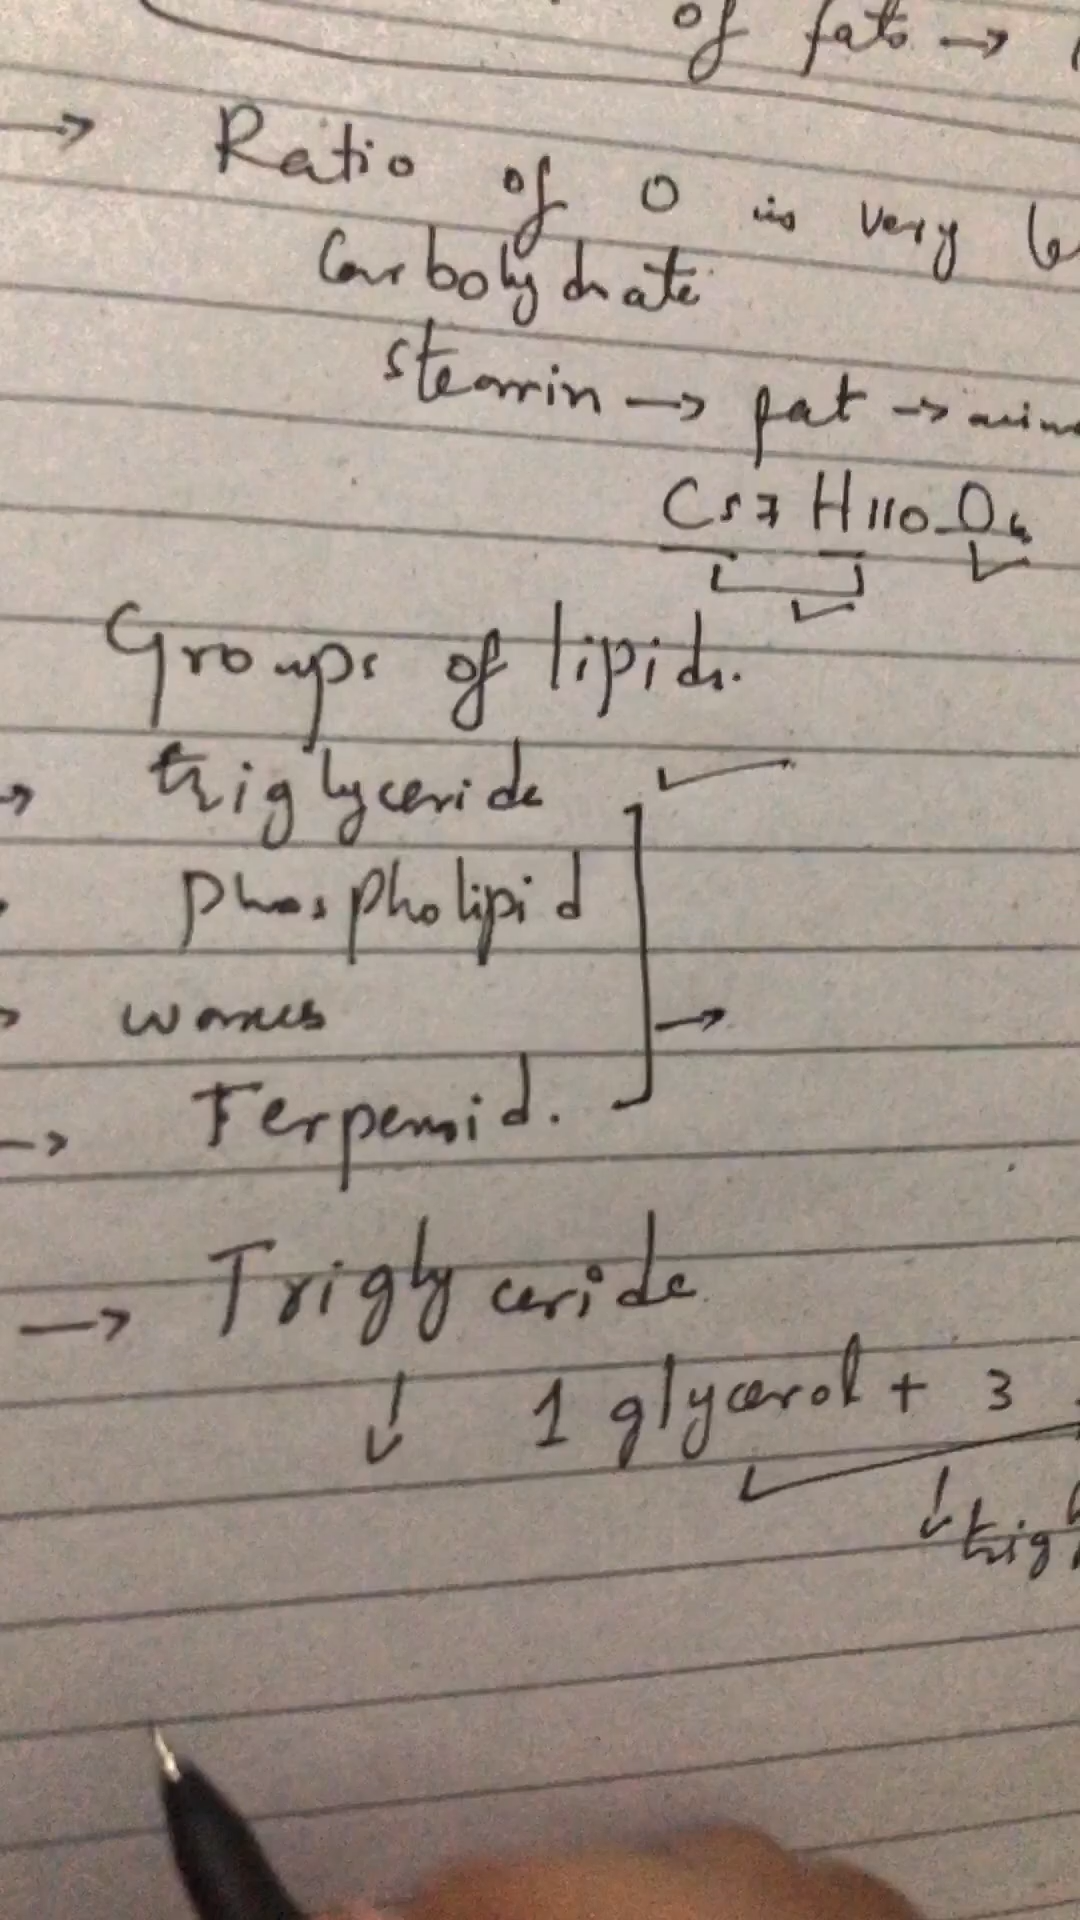 of fats →
→ Ratio of O is very
Carbohydrate
stearin → fat →
C57 H110 O6
Groups of lipids.
→ triglyceride
phospholipid
waxes
→ Terpenoid.
→ Triglyceride
↓ 1 glycerol + 3
↓